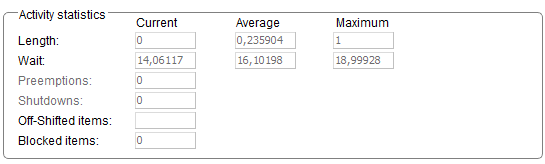 Activity statistics
Current Average Maximum
Length: 0 0,235904 1
Wait: 14,06117 16,10198 18,99928
Preemptions: 0
Shutdowns: 0
Off-Shifted items:
Blocked items: 0